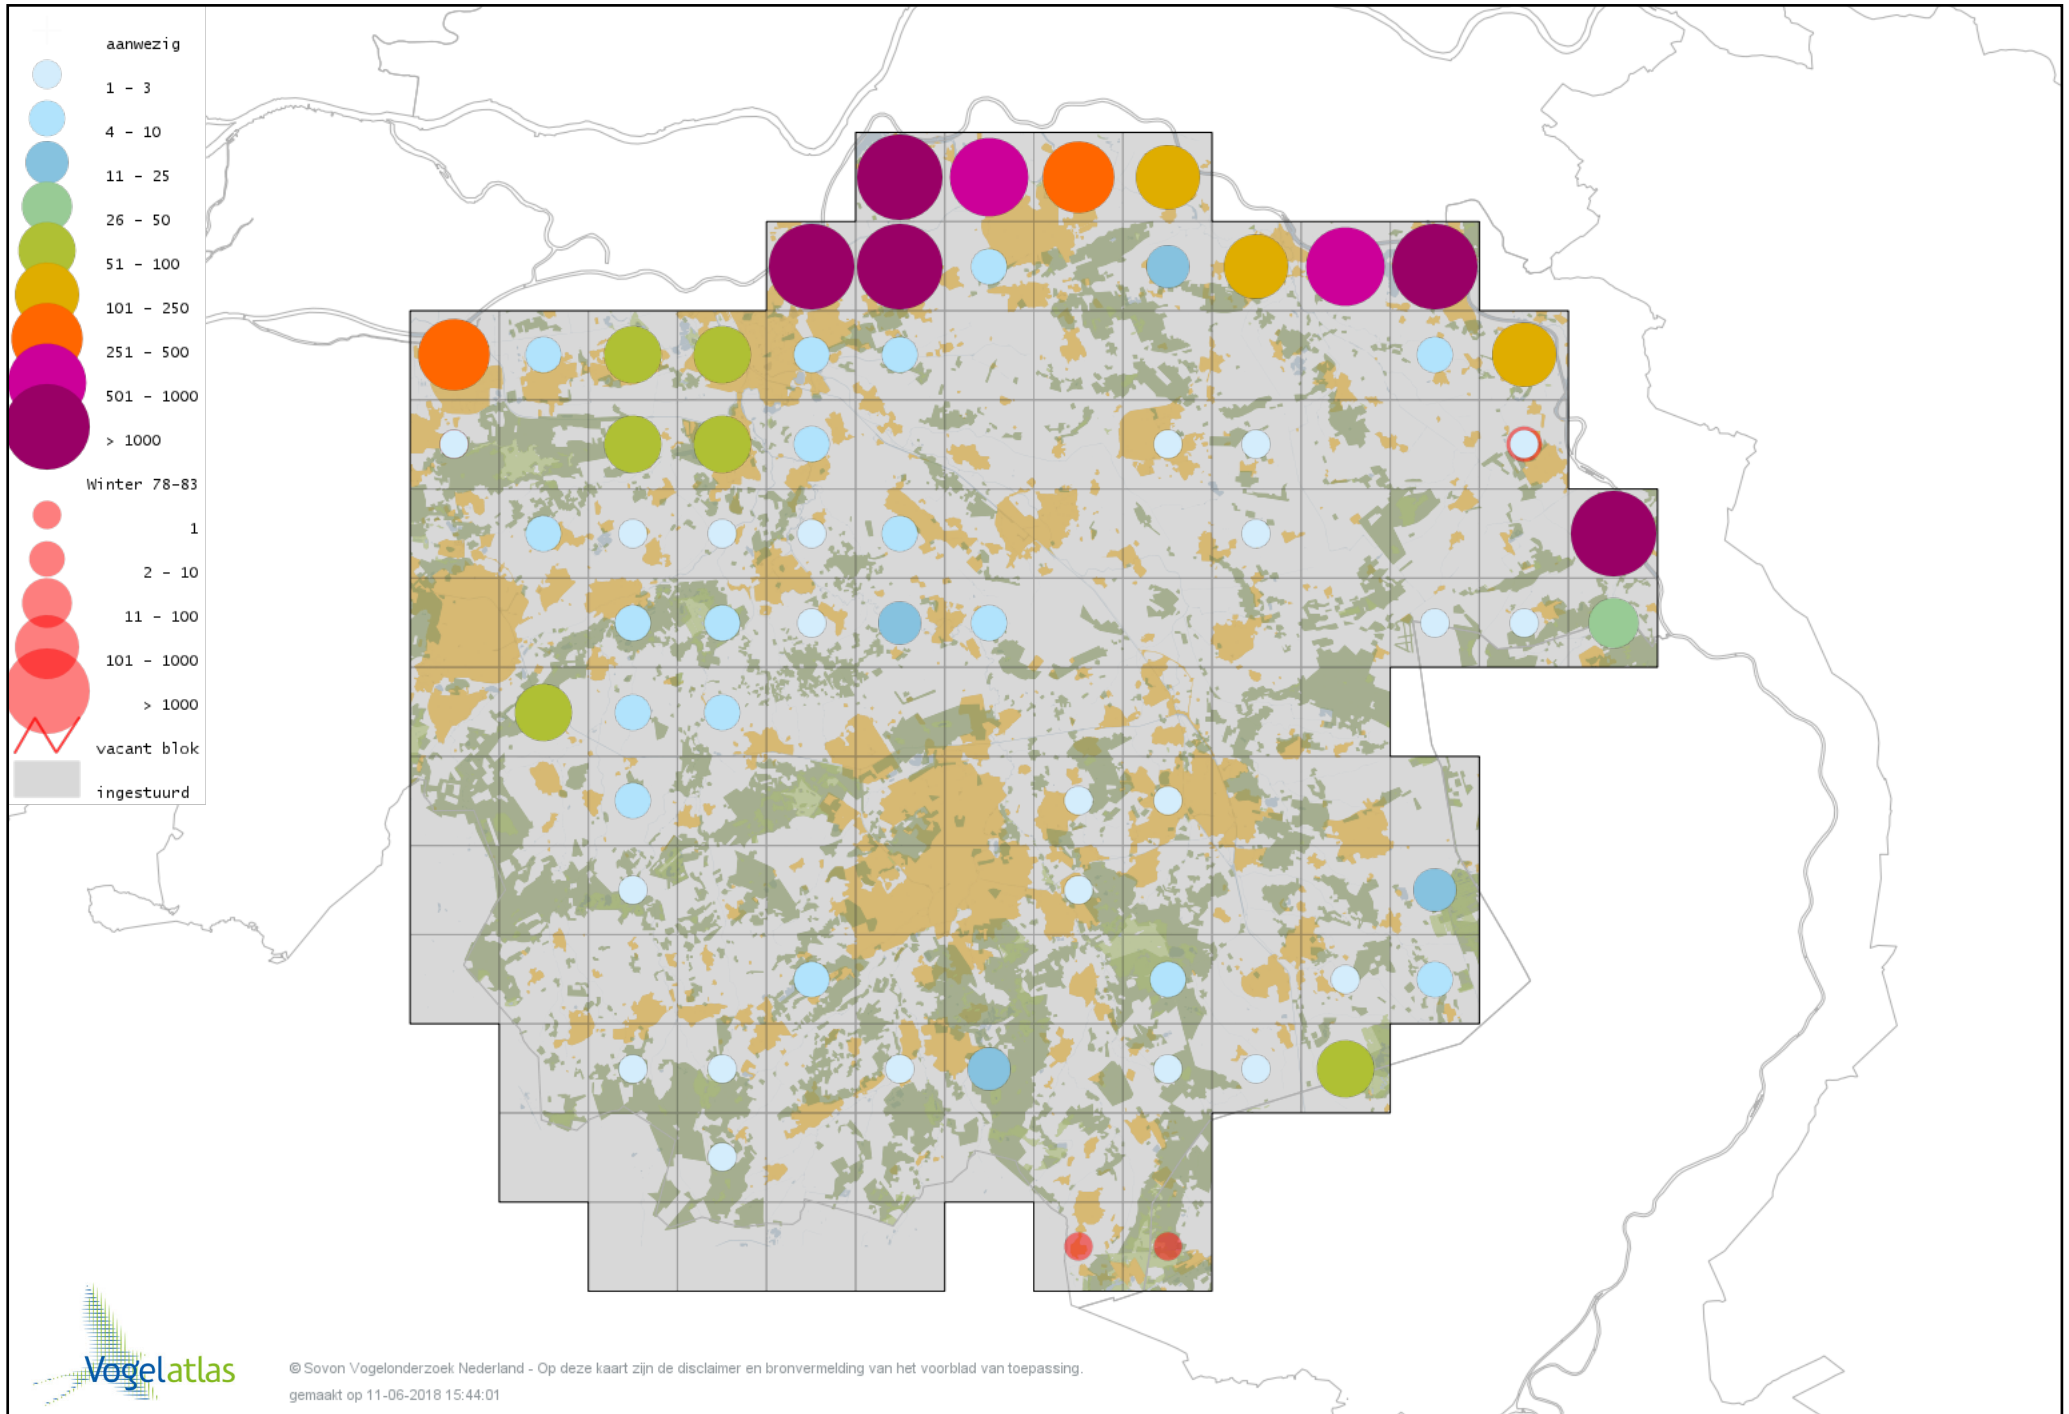 aanwezig
1 – 3
4 – 10
11 – 25
26 – 50
51 – 100
101 – 250
251 – 500
501 – 1000
> 1000
Winter 78-83
1
2 – 10
11 – 100
101 – 1000
> 1000
vacant blok
ingestuurd
Vogelatlas
© Sovon Vogelonderzoek Nederland - Op deze kaart zijn de disclaimer en bronvermelding van het voorblad van toepassing.
gemaakt op 11-06-2018 15:44:01